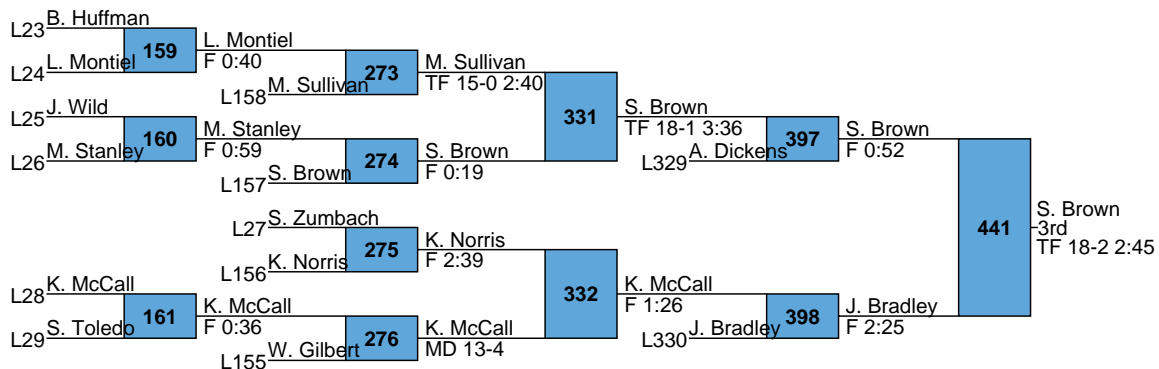 L23 B. Huffman
159
L. Montiel
F 0:40
L24 L. Montiel
273
M. Sullivan
TF 15-0 2:40
L158 M. Sullivan
L25 J. Wild
160
M. Stanley
F 0:59
L26 M. Stanley
274
S. Brown
F 0:19
L157 S. Brown
331
S. Brown
TF 18-1 3:36
397
S. Brown
F 0:52
L329 A. Dickens
L27 S. Zumbach
275
K. Norris
F 2:39
L156 K. Norris
L28 K. McCall
161
K. McCall
F 0:36
L29 S. Toledo
276
K. McCall
MD 13-4
L155 W. Gilbert
332
K. McCall
F 1:26
398
J. Bradley
F 2:25
L330 J. Bradley
441
S. Brown
3rd
TF 18-2 2:45